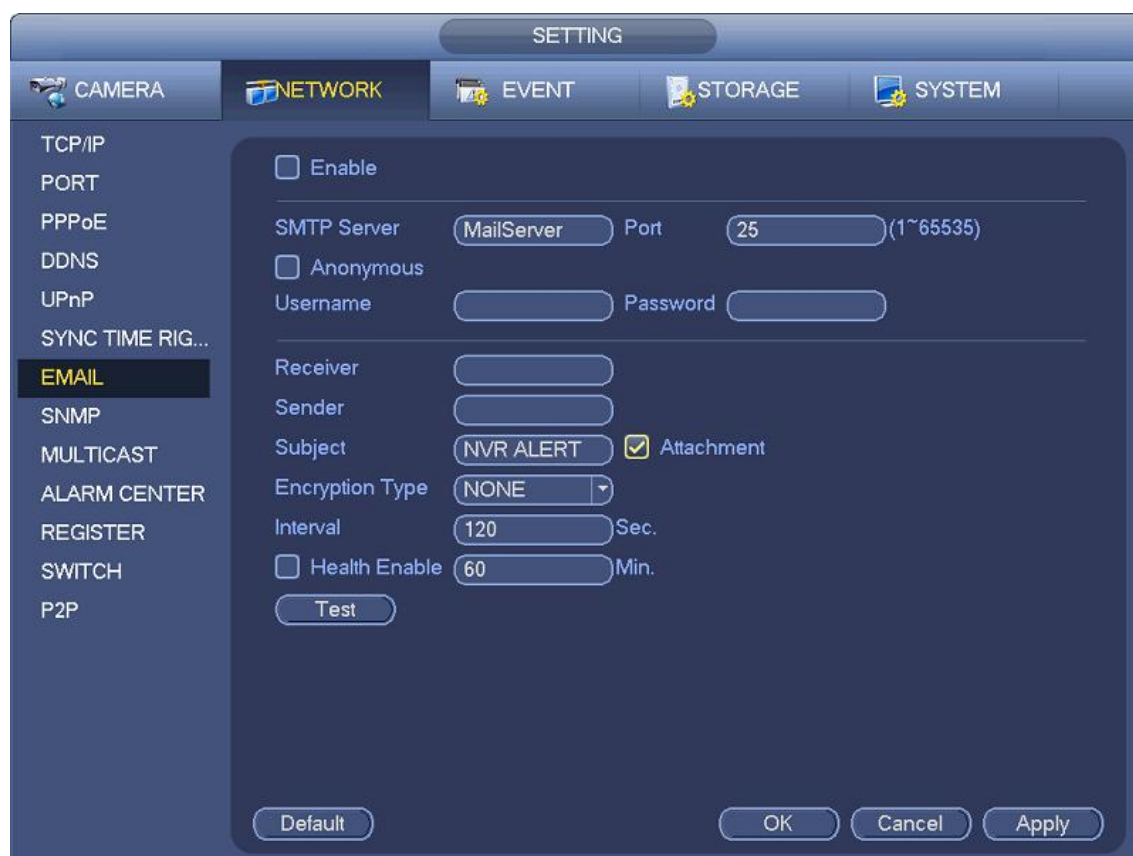 SETTING
CAMERA NETWORK EVENT STORAGE SYSTEM
TCP/IP
PORT
PPPoE
DDNS
UPnP
SYNC TIME RIG...
EMAIL
SNMP
MULTICAST
ALARM CENTER
REGISTER
SWITCH
P2P
Enable
SMTP Server MailServer Port 25 (1~65535)
Anonymous
Username Password
Receiver
Sender
Subject NVR ALERT Attachment
Encryption Type NONE
Interval 120 Sec.
Health Enable 60 Min.
Test
Default OK Cancel Apply